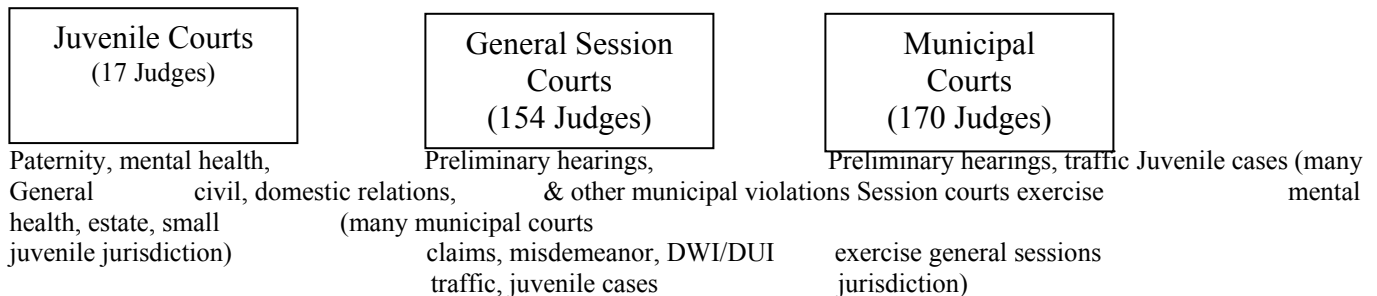 Juvenile Courts
(17 Judges)
General Session
Courts
(154 Judges)
Municipal
Courts
(170 Judges)
Paternity, mental health, Preliminary hearings, Preliminary hearings, traffic Juvenile cases (many
General civil, domestic relations, & other municipal violations Session courts exercise mental
health, estate, small (many municipal courts
juvenile jurisdiction) claims, misdemeanor, DWI/DUI exercise general sessions
traffic, juvenile cases jurisdiction)